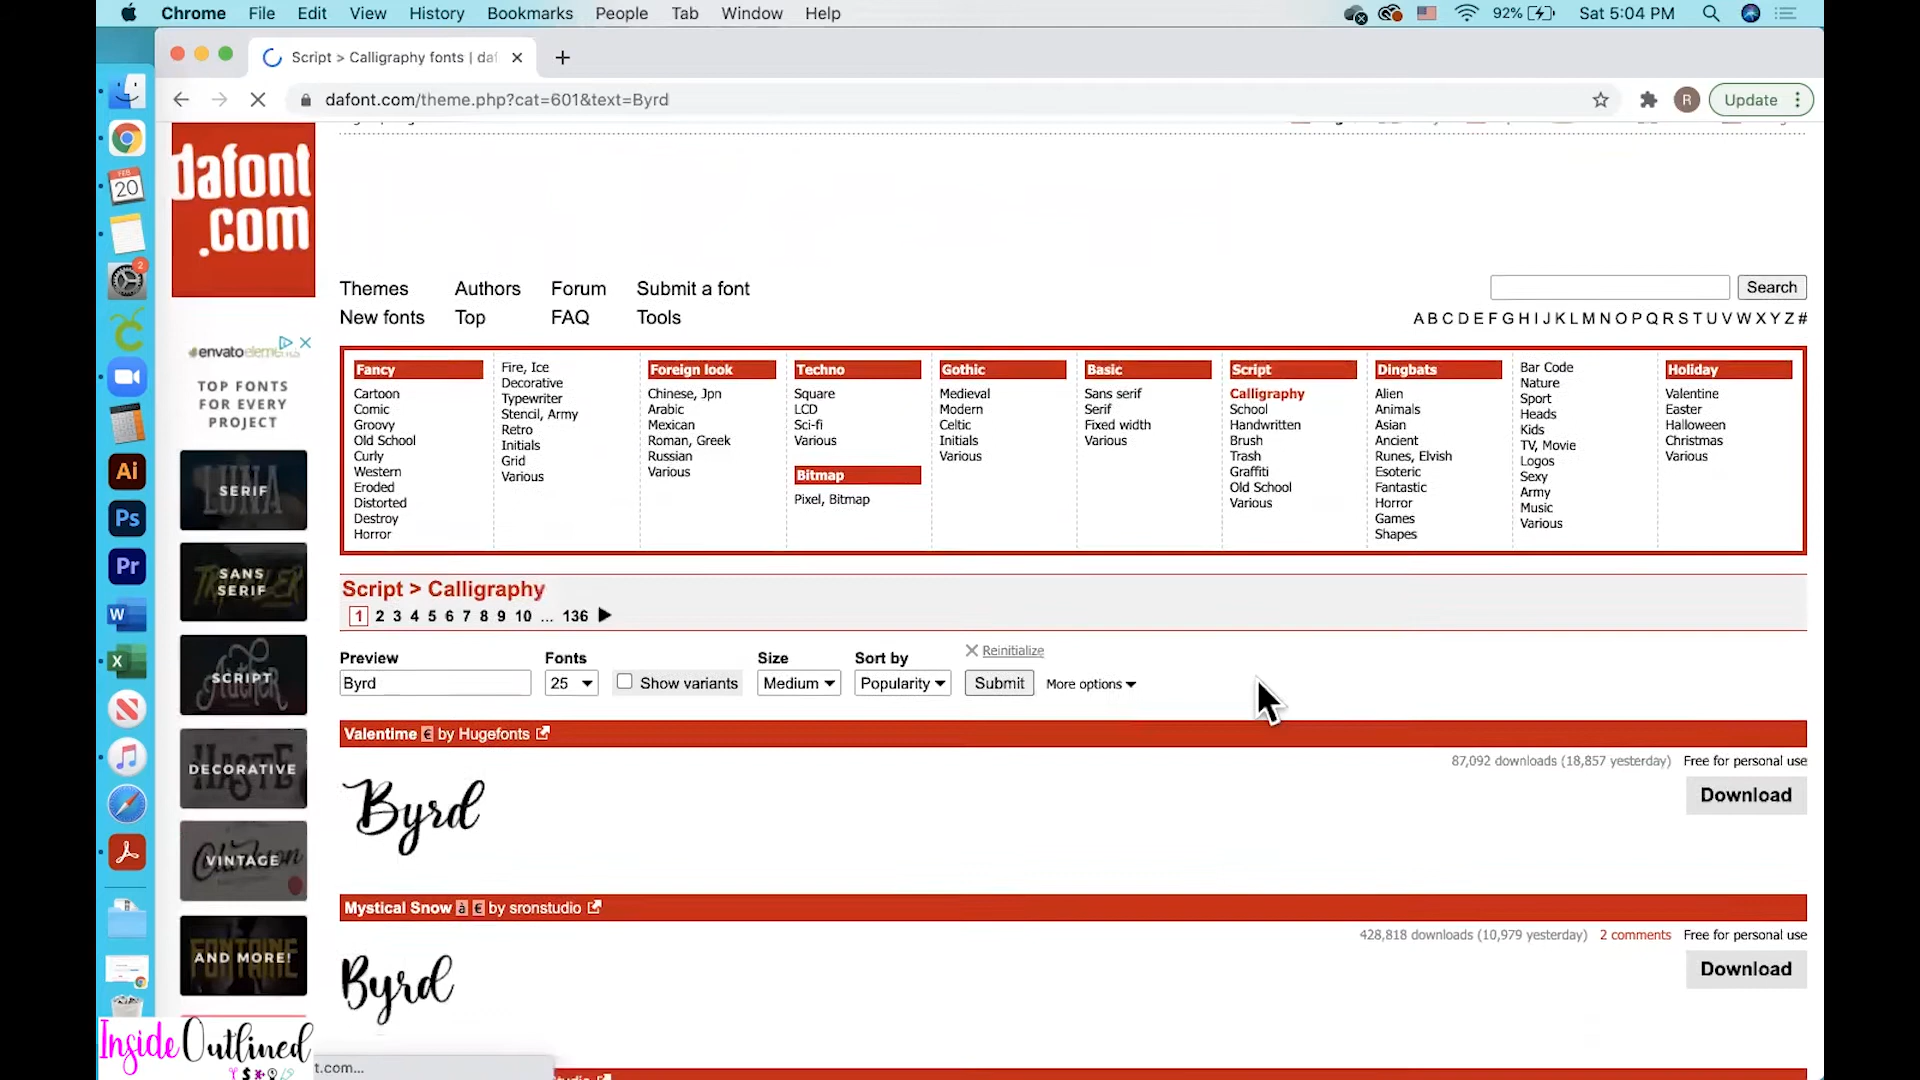 Chrome File Edit View History Bookmarks People Tab Window Help
92% Sat 5:04 PM
Script > Calligraphy fonts | daf
dafont.com/theme.php?cat=601&text=Byrd
R
Update
FEB
20
2
Ai
Ps
Pr
W
X
dafont
.com
envato elements
TOP FONTS
FOR EVERY
PROJECT
SERIF
SANS
SERIF
SCRIPT
DECORATIVE
VINTAGE
AND MORE!
Themes Authors Forum Submit a font
New fonts Top FAQ Tools
Search
A B C D E F G H I J K L M N O P Q R S T U V W X Y Z #
Fancy
Cartoon
Comic
Groovy
Old School
Curly
Western
Eroded
Distorted
Destroy
Horror
Fire, Ice
Decorative
Typewriter
Stencil, Army
Retro
Initials
Grid
Various
Foreign look
Chinese, Jpn
Arabic
Mexican
Roman, Greek
Russian
Various
Techno
Square
LCD
Sci-fi
Various
Bitmap
Pixel, Bitmap
Gothic
Medieval
Modern
Celtic
Initials
Various
Basic
Sans serif
Serif
Fixed width
Various
Script
Calligraphy
School
Handwritten
Brush
Trash
Graffiti
Old School
Various
Dingbats
Alien
Animals
Asian
Ancient
Runes, Elvish
Esoteric
Fantastic
Horror
Games
Shapes
Bar Code
Nature
Sport
Heads
Kids
TV, Movie
Logos
Sexy
Army
Music
Various
Holiday
Valentine
Easter
Halloween
Christmas
Various
Script > Calligraphy
1 2 3 4 5 6 7 8 9 10 ... 136
Reinitialize
Preview Fonts Size Sort by
Byrd 25 Show variants Medium Popularity Submit More options
Valentime € by Hugefonts
87,092 downloads (18,857 yesterday) Free for personal use
Download
Byrd
Mystical Snow à € by sronstudio
428,818 downloads (10,979 yesterday) 2 comments Free for personal use
Download
Byrd
Inside Outlined
t.com...